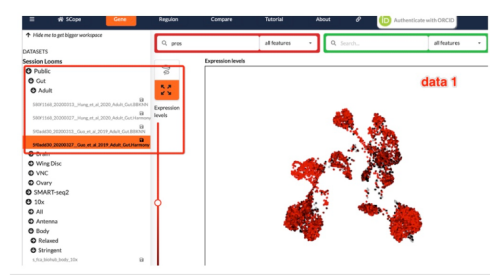 SCope
Gene
Regulon
Compare
Tutorial
About
iD Authenticate with ORCID
Hide me to get bigger workspace
DATASETS
Session Looms
Public
Gut
Adult
Brain
Wing Disc
VNC
Ovary
SMART-seq2
10x
All
Antenna
Body
Relaxed
Stringent
pros
all features
Search...
all features
Expression levels
Expression levels
data 1